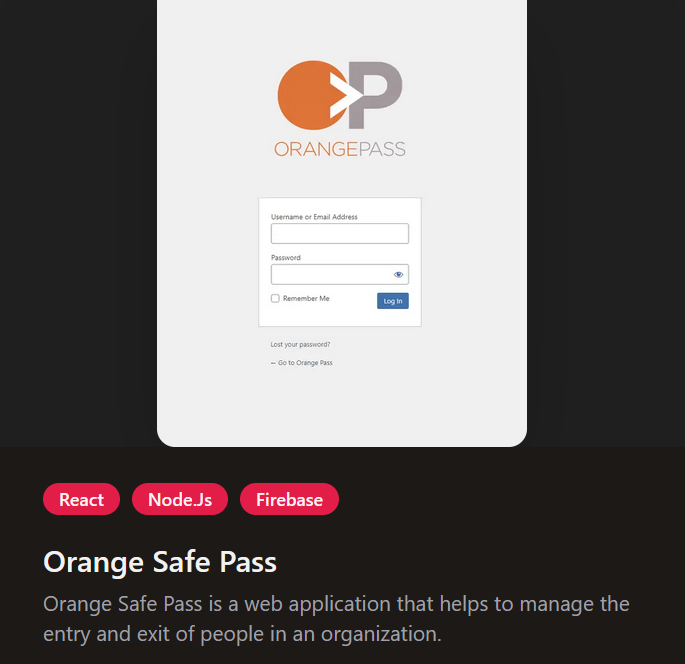 OP
ORANGEPASS
Username or Email Address
Password
Remember Me
Log In
Lost your password?
← Go to Orange Pass
React
Node.Js
Firebase
Orange Safe Pass
Orange Safe Pass is a web application that helps to manage the
entry and exit of people in an organization.